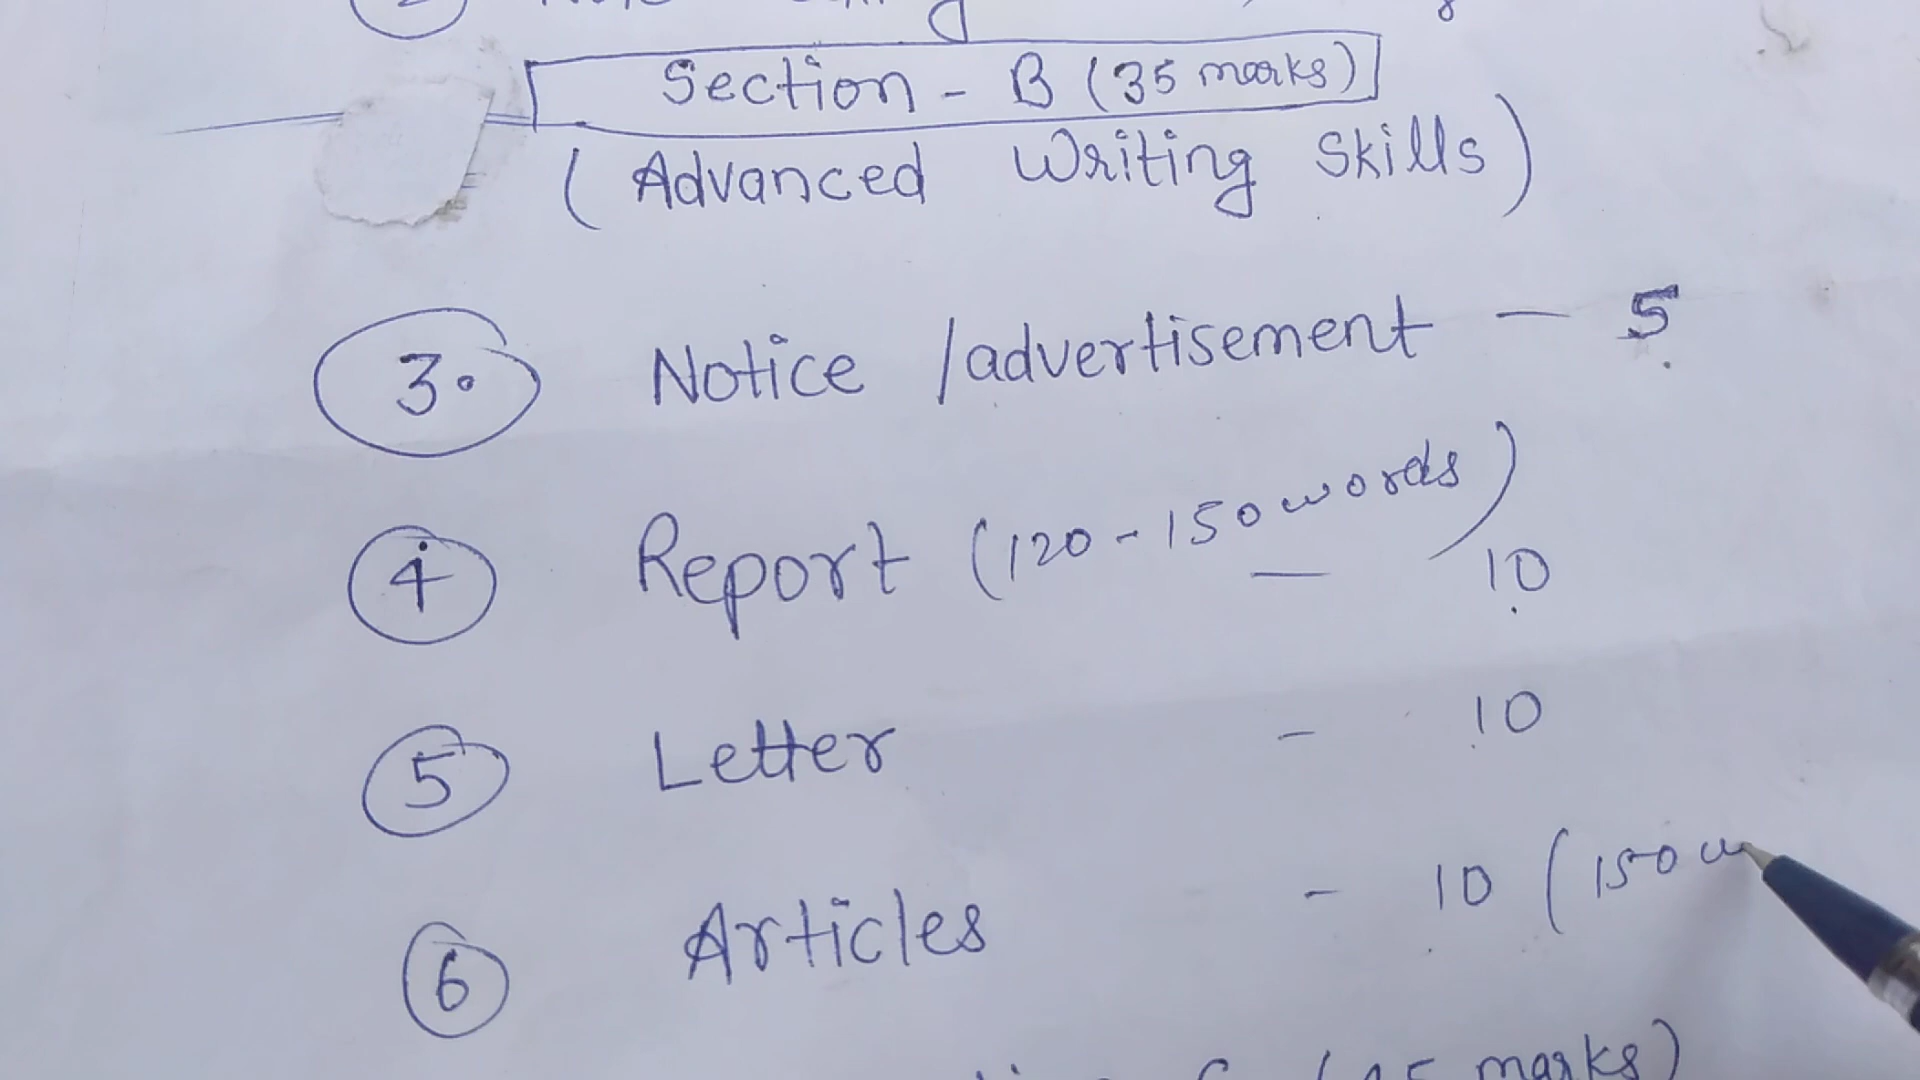 Section - B (35 marks)
(Advanced Writing Skills)
3. Notice /advertisement - 5
4 Report (120-150 words) - 10
5 Letter - 10
6 Articles - 10 (150 w
marks)